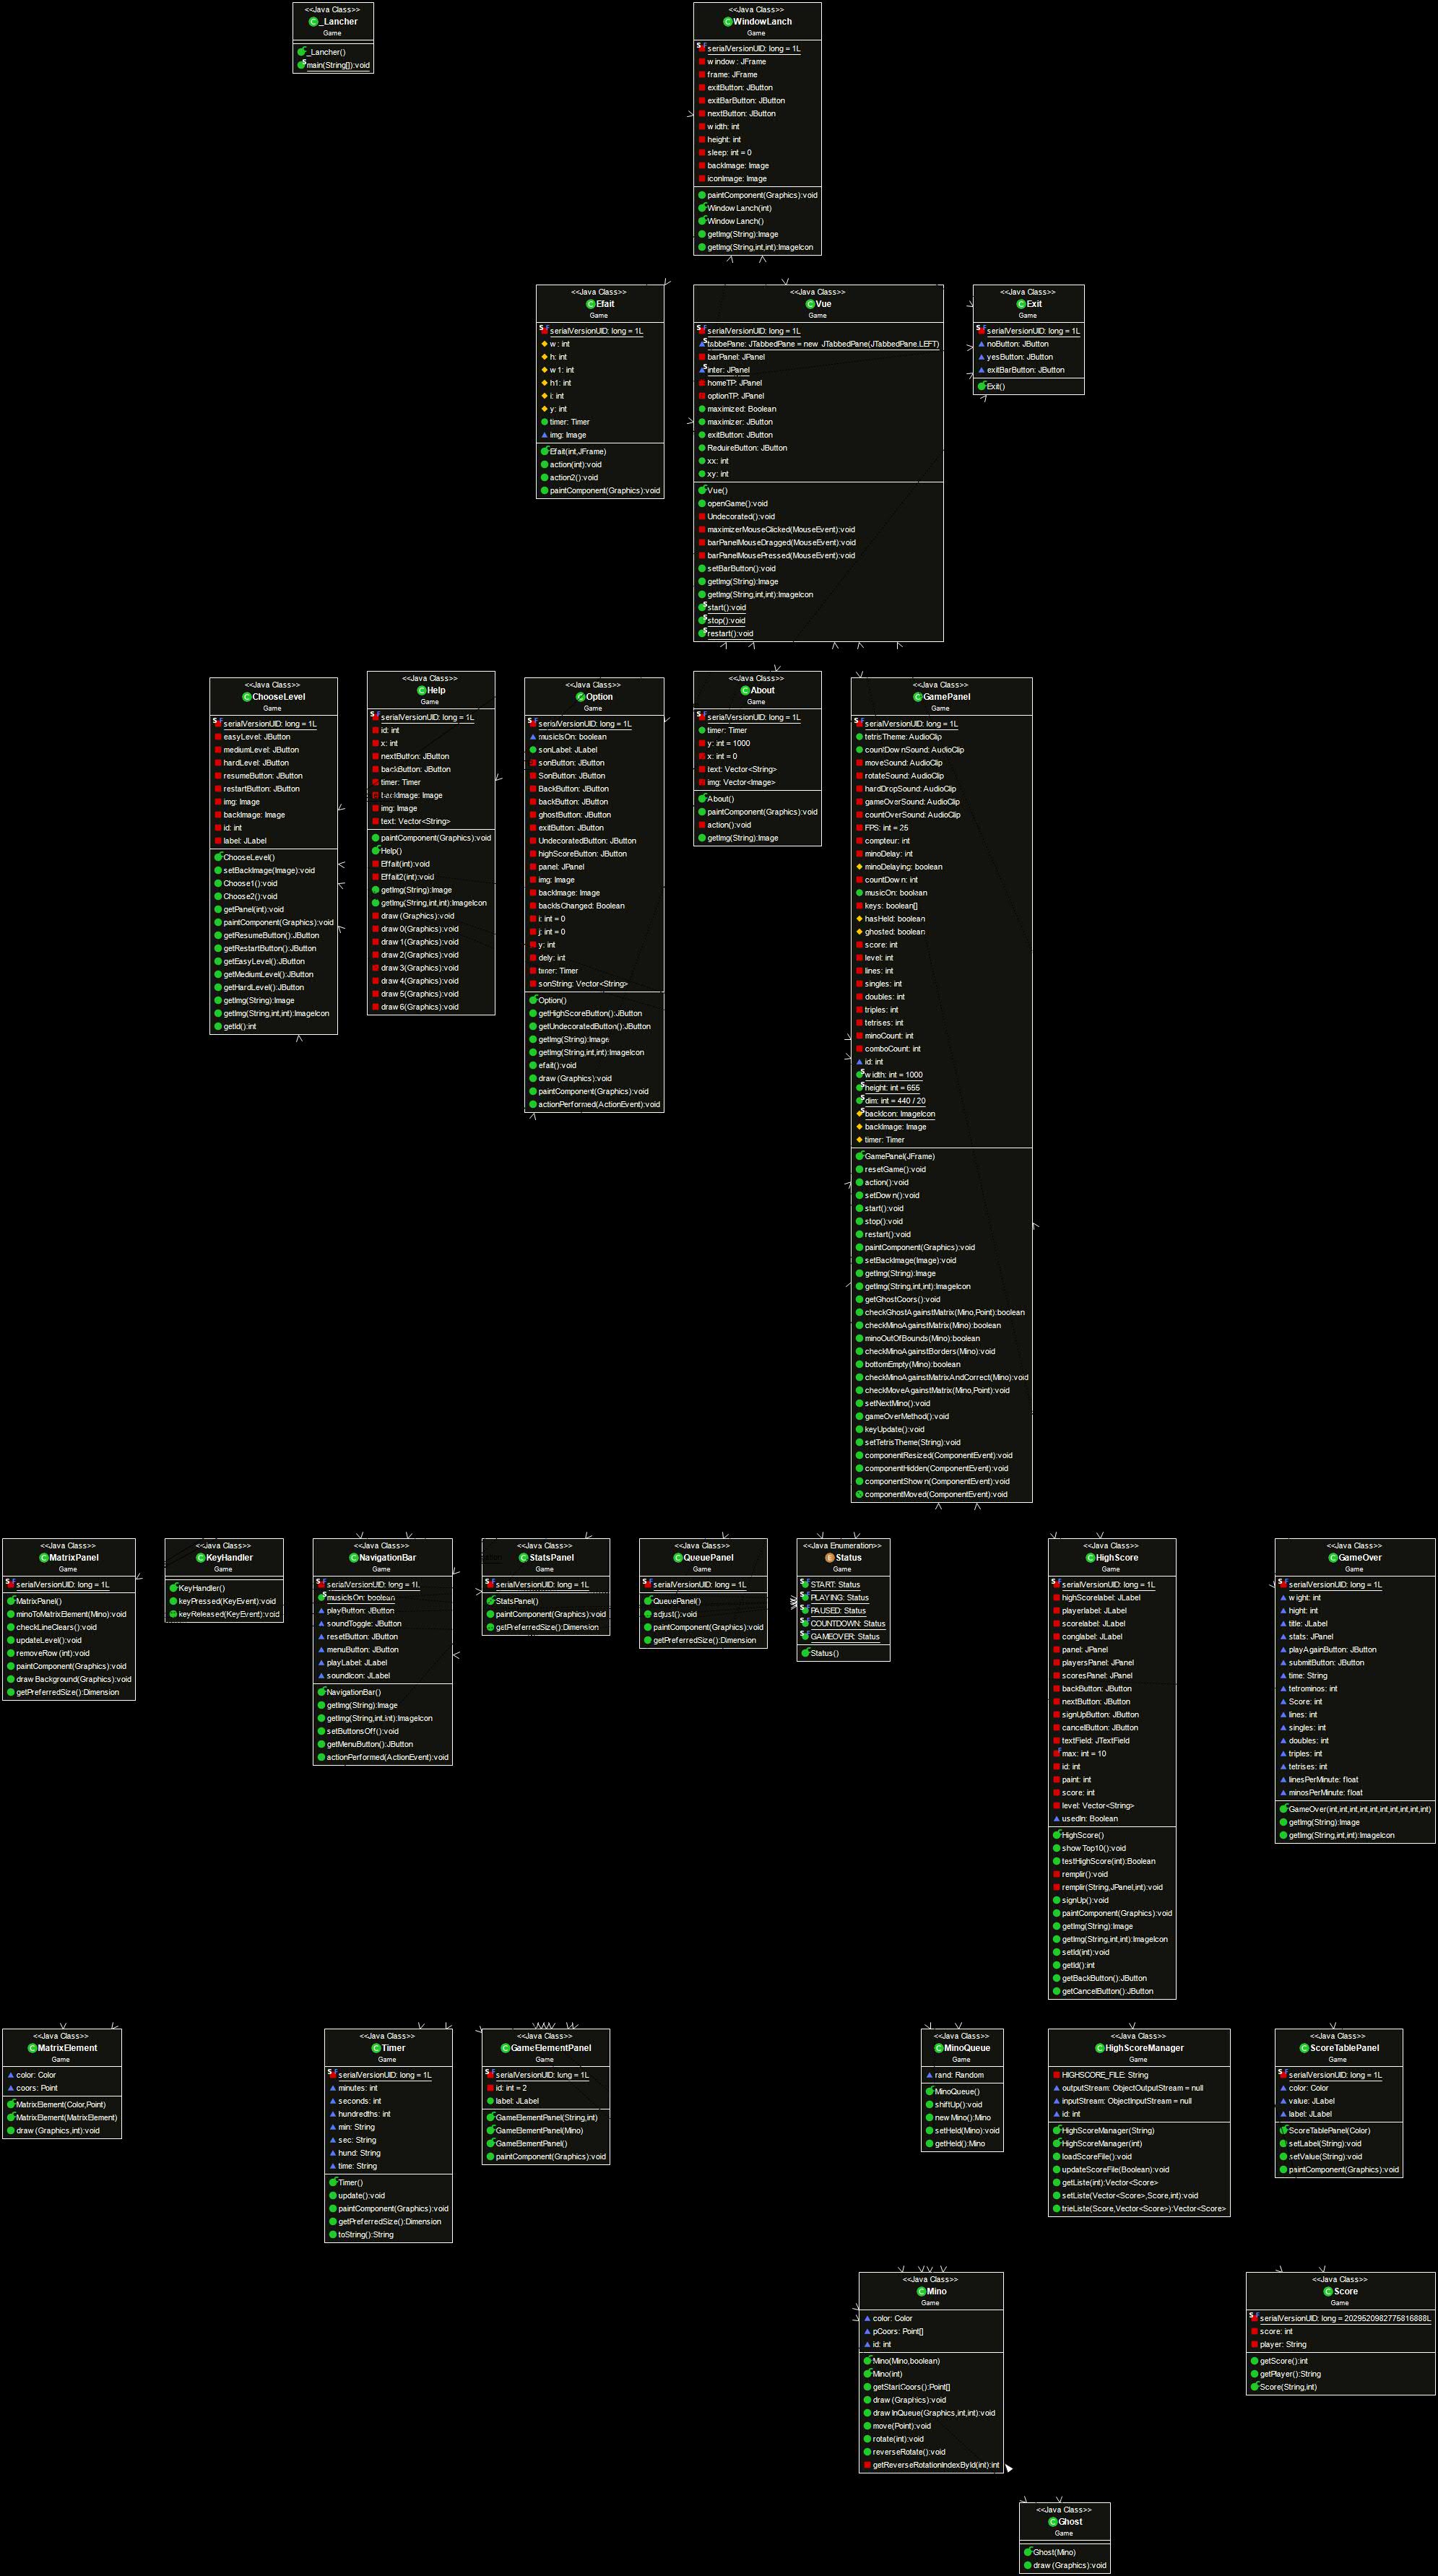 <<Java Class>>
_Lancher
Game
_Lancher()
main(String[]):void
<<Java Class>>
WindowLanch
Game
serialVersionUID: long = 1L
window: JFrame
frame: JFrame
exitButton: JButton
exitBarButton: JButton
nextButton: JButton
width: int
height: int
sleep: int = 0
backImage: Image
iconImage: Image
paintComponent(Graphics):void
WindowLanch(int)
WindowLanch()
getImg(String):Image
getImg(String,int,int):ImageIcon
<<Java Class>>
Efait
Game
serialVersionUID: long = 1L
w: int
h: int
w1: int
h1: int
i: int
y: int
timer: Timer
img: Image
Efait(int,JFrame)
action(int):void
action2():void
paintComponent(Graphics):void
<<Java Class>>
Vue
Game
serialVersionUID: long = 1L
tabbePane: JTabbedPane = new JTabbedPane(JTabbedPane.LEFT)
barPanel: JPanel
inter: JPanel
homeTP: JPanel
optionTP: JPanel
maximized: Boolean
maximizer: JButton
exitButton: JButton
ReduireButton: JButton
xx: int
xy: int
Vue()
openGame():void
Undecorated():void
maximizerMouseClicked(MouseEvent):void
barPanelMouseDragged(MouseEvent):void
barPanelMousePressed(MouseEvent):void
setBarButton():void
getImg(String):Image
getImg(String,int,int):ImageIcon
start():void
stop():void
restart():void
<<Java Class>>
Exit
Game
serialVersionUID: long = 1L
noButton: JButton
yesButton: JButton
exitBarButton: JButton
Exit()
<<Java Class>>
ChooseLevel
Game
serialVersionUID: long = 1L
easyLevel: JButton
mediumLevel: JButton
hardLevel: JButton
resumeButton: JButton
restartButton: JButton
img: Image
backImage: Image
id: int
label: JLabel
ChooseLevel()
setBackImage(Image):void
Choose1():void
Choose2():void
getPanel(int):void
paintComponent(Graphics):void
getResumeButton():JButton
getRestartButton():JButton
getEasyLevel():JButton
getMediumLevel():JButton
getHardLevel():JButton
getImg(String):Image
getImg(String,int,int):ImageIcon
getId():int
<<Java Class>>
Help
Game
serialVersionUID: long = 1L
id: int
x: int
nextButton: JButton
backButton: JButton
timer: Timer
backImage: Image
img: Image
text: Vector<String>
paintComponent(Graphics):void
Help()
Effait(int):void
Effait2(int):void
getImg(String):Image
getImg(String,int,int):ImageIcon
draw(Graphics):void
draw0(Graphics):void
draw1(Graphics):void
draw2(Graphics):void
draw3(Graphics):void
draw4(Graphics):void
draw5(Graphics):void
draw6(Graphics):void
<<Java Class>>
Option
Game
serialVersionUID: long = 1L
musicIsOn: boolean
sonLabel: JLabel
sonButton: JButton
SonButton: JButton
BackButton: JButton
backButton: JButton
ghostButton: JButton
exitButton: JButton
UndecoratedButton: JButton
highScoreButton: JButton
panel: JPanel
img: Image
backImage: Image
backIsChanged: Boolean
i: int = 0
j: int = 0
y: int
dely: int
timer: Timer
sonString: Vector<String>
Option()
getHighScoreButton():JButton
getUndecoratedButton():JButton
getImg(String):Image
getImg(String,int,int):ImageIcon
efait():void
draw(Graphics):void
paintComponent(Graphics):void
actionPerformed(ActionEvent):void
<<Java Class>>
About
Game
serialVersionUID: long = 1L
timer: Timer
y: int = 1000
x: int = 0
text: Vector<String>
img: Vector<Image>
About()
paintComponent(Graphics):void
action():void
getImg(String):Image
<<Java Class>>
GamePanel
Game
serialVersionUID: long = 1L
tetrisTheme: AudioClip
countDownSound: AudioClip
moveSound: AudioClip
rotateSound: AudioClip
hardDropSound: AudioClip
gameOverSound: AudioClip
countOverSound: AudioClip
FPS: int = 25
compteur: int
minoDelay: int
minoDelaying: boolean
countDown: int
musicOn: boolean
keys: boolean[]
hasHeld: boolean
ghosted: boolean
score: int
level: int
lines: int
singles: int
doubles: int
triples: int
tetrises: int
minoCount: int
comboCount: int
id: int
width: int = 1000
height: int = 655
dim: int = 440 / 20
backIcon: ImageIcon
backImage: Image
timer: Timer
GamePanel(JFrame)
resetGame():void
action():void
setDown():void
start():void
stop():void
restart():void
paintComponent(Graphics):void
setBackImage(Image):void
getImg(String):Image
getImg(String,int,int):ImageIcon
getGhostCoors():void
checkGhostAgainstMatrix(Mino,Point):boolean
checkMinoAgainstMatrix(Mino):boolean
minoOutOfBounds(Mino):boolean
checkMinoAgainstBorders(Mino):void
bottomEmpty(Mino):boolean
checkMinoAgainstMatrixAndCorrect(Mino):void
checkMoveAgainstMatrix(Mino,Point):void
setNextMino():void
gameOverMethod():void
keyUpdate():void
setTetrisTheme(String):void
componentResized(ComponentEvent):void
componentHidden(ComponentEvent):void
componentShown(ComponentEvent):void
componentMoved(ComponentEvent):void
<<Java Class>>
MatrixPanel
Game
serialVersionUID: long = 1L
MatrixPanel()
minoToMatrixElement(Mino):void
checkLineClears():void
updateLevel():void
removeRow(int):void
paintComponent(Graphics):void
drawBackground(Graphics):void
getPreferredSize():Dimension
<<Java Class>>
KeyHandler
Game
KeyHandler()
keyPressed(KeyEvent):void
keyReleased(KeyEvent):void
<<Java Class>>
NavigationBar
Game
serialVersionUID: long = 1L
musicIsOn: boolean
playButton: JButton
soundToggle: JButton
resetButton: JButton
menuButton: JButton
playLabel: JLabel
soundIcon: JLabel
NavigationBar()
getImg(String):Image
getImg(String,int,int):ImageIcon
setButtonsOff():void
getMenuButton():JButton
actionPerformed(ActionEvent):void
<<Java Class>>
StatsPanel
Game
serialVersionUID: long = 1L
StatsPanel()
paintComponent(Graphics):void
getPreferredSize():Dimension
<<Java Class>>
QueuePanel
Game
serialVersionUID: long = 1L
QueuePanel()
adjust():void
paintComponent(Graphics):void
getPreferredSize():Dimension
<<Java Enumeration>>
Status
Game
START: Status
PLAYING: Status
PAUSED: Status
COUNTDOWN: Status
GAMEOVER: Status
Status()
<<Java Class>>
HighScore
Game
serialVersionUID: long = 1L
highScorelabel: JLabel
playerlabel: JLabel
scorelabel: JLabel
conglabel: JLabel
panel: JPanel
playersPanel: JPanel
scoresPanel: JPanel
backButton: JButton
nextButton: JButton
signUpButton: JButton
cancelButton: JButton
textField: JTextField
max: int = 10
id: int
paint: int
score: int
level: Vector<String>
usedIn: Boolean
HighScore()
showTop10():void
testHighScore(int):Boolean
remplir():void
remplir(String,JPanel,int):void
signUp():void
paintComponent(Graphics):void
getImg(String):Image
getImg(String,int,int):ImageIcon
setId(int):void
getId():int
getBackButton():JButton
getCancelButton():JButton
<<Java Class>>
GameOver
Game
serialVersionUID: long = 1L
wight: int
hight: int
title: JLabel
stats: JPanel
playAgainButton: JButton
submitButton: JButton
time: String
tetrominos: int
Score: int
lines: int
singles: int
doubles: int
triples: int
tetrises: int
linesPerMinute: float
minosPerMinute: float
GameOver(int,int,int,int,int,int,int,int,int,int)
getImg(String):Image
getImg(String,int,int):ImageIcon
<<Java Class>>
MatrixElement
Game
color: Color
coors: Point
MatrixElement(Color,Point)
MatrixElement(MatrixElement)
draw(Graphics,int):void
<<Java Class>>
Timer
Game
serialVersionUID: long = 1L
minutes: int
seconds: int
hundredths: int
min: String
sec: String
hund: String
time: String
Timer()
update():void
paintComponent(Graphics):void
getPreferredSize():Dimension
toString():String
<<Java Class>>
GameElementPanel
Game
serialVersionUID: long = 1L
id: int = 2
label: JLabel
GameElementPanel(String,int)
GameElementPanel(Mino)
GameElementPanel()
paintComponent(Graphics):void
<<Java Class>>
MinoQueue
Game
rand: Random
MinoQueue()
shiftUp():void
newMino():Mino
setHeld(Mino):void
getHeld():Mino
<<Java Class>>
HighScoreManager
Game
HIGHSCORE_FILE: String
outputStream: ObjectOutputStream = null
inputStream: ObjectInputStream = null
id: int
HighScoreManager(String)
HighScoreManager(int)
loadScoreFile():void
updateScoreFile(Boolean):void
getListe(int):Vector<Score>
setListe(Vector<Score>,Score,int):void
trieListe(Score,Vector<Score>):Vector<Score>
<<Java Class>>
ScoreTablePanel
Game
serialVersionUID: long = 1L
color: Color
value: JLabel
label: JLabel
ScoreTablePanel(Color)
setLabel(String):void
setValue(String):void
paintComponent(Graphics):void
<<Java Class>>
Mino
Game
color: Color
pCoors: Point[]
id: int
Mino(Mino,boolean)
Mino(int)
getStartCoors():Point[]
draw(Graphics):void
drawInQueue(Graphics,int,int):void
move(Point):void
rotate(int):void
reverseRotate():void
getReverseRotationIndexById(int):int
<<Java Class>>
Score
Game
serialVersionUID: long = 2029520982775816888L
score: int
player: String
getScore():int
getPlayer():String
Score(String,int)
<<Java Class>>
Ghost
Game
Ghost(Mino)
draw(Graphics):void